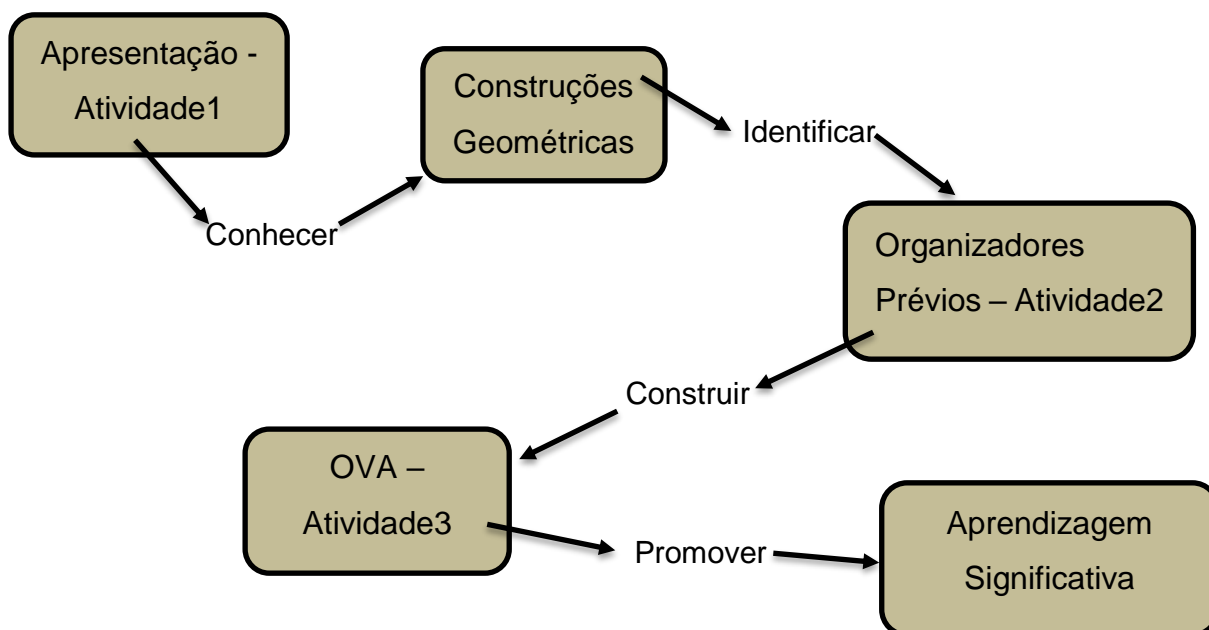 Apresentação -
Atividade1
Conhecer
Construções
Geométricas
Identificar
Organizadores
Prévios – Atividade2
Construir
OVA –
Atividade3
Promover
Aprendizagem
Significativa